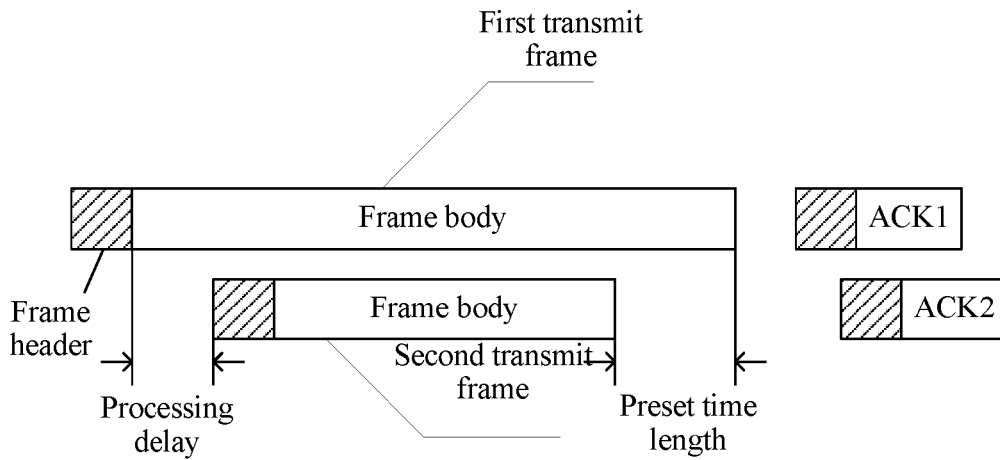 First transmit
frame
Frame body
ACK1
Frame
header
Frame body
ACK2
Second transmit
frame
Processing
delay
Preset time
length